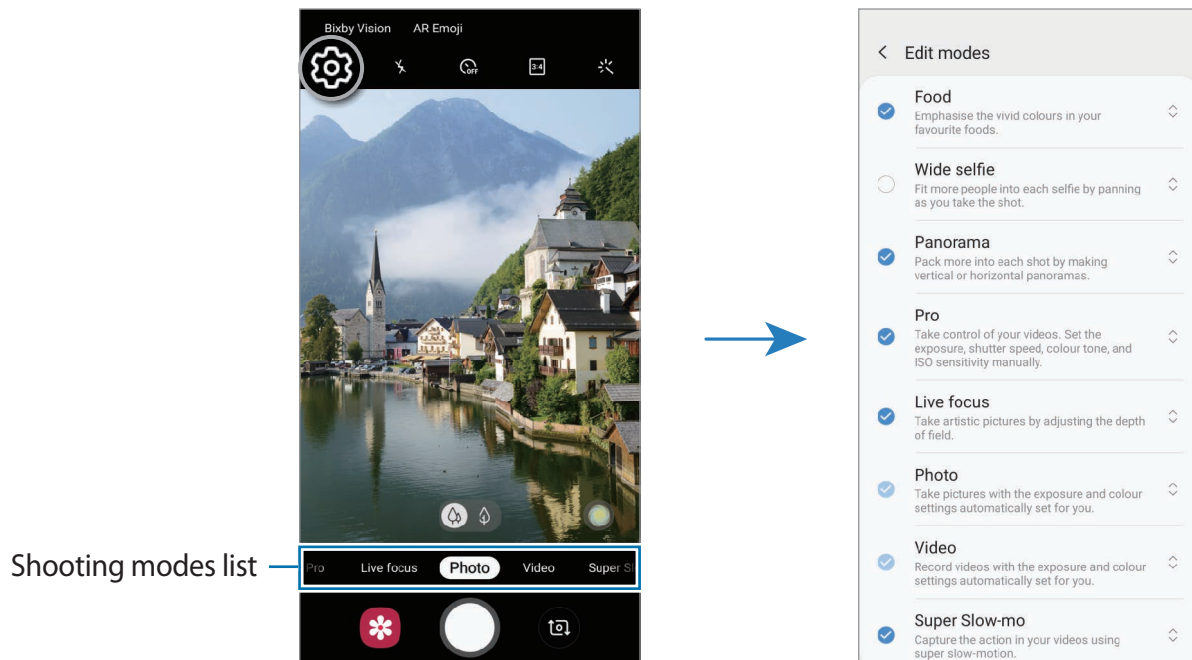 Bixby Vision AR Emoji
OFF
3:4
Shooting modes list
Pro Live focus Photo Video Super Sl
Edit modes
Food
Emphasise the vivid colours in your
favourite foods.
Wide selfie
Fit more people into each selfie by panning
as you take the shot.
Panorama
Pack more into each shot by making
vertical or horizontal panoramas.
Pro
Take control of your videos. Set the
exposure, shutter speed, colour tone, and
ISO sensitivity manually.
Live focus
Take artistic pictures by adjusting the depth
of field.
Photo
Take pictures with the exposure and colour
settings automatically set for you.
Video
Record videos with the exposure and colour
settings automatically set for you.
Super Slow-mo
Capture the action in your videos using
super slow-motion.